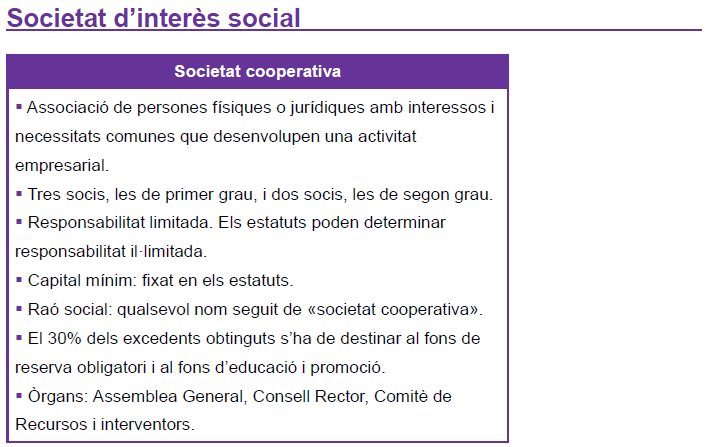 Societat d’interès social
Societat cooperativa
▪ Associació de persones físiques o jurídiques amb interessos i
necessitats comunes que desenvolupen una activitat
empresarial.
▪ Tres socis, les de primer grau, i dos socis, les de segon grau.
▪ Responsabilitat limitada. Els estatuts poden determinar
responsabilitat il·limitada.
▪ Capital mínim: fixat en els estatuts.
▪ Raó social: qualsevol nom seguit de «societat cooperativa».
▪ El 30% dels excedents obtinguts s’ha de destinar al fons de
reserva obligatori i al fons d’educació i promoció.
▪ Òrgans: Assemblea General, Consell Rector, Comitè de
Recursos i interventors.